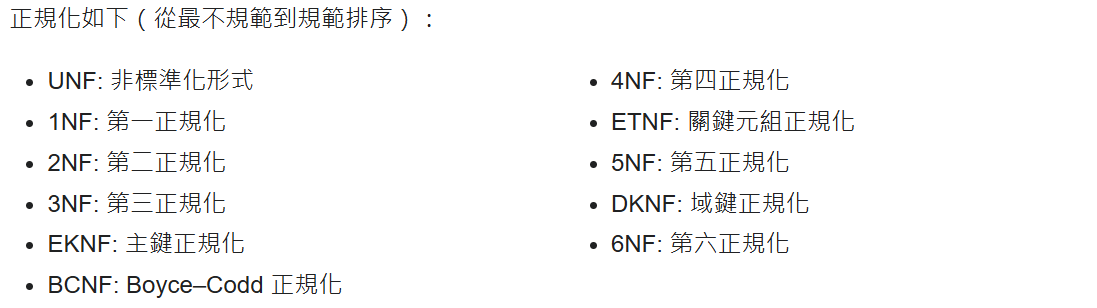 正規化如下（從最不規範到規範排序）：
UNF: 非標準化形式
1NF: 第一正規化
2NF: 第二正規化
3NF: 第三正規化
EKNF: 主鍵正規化
BCNF: Boyce–Codd 正規化
4NF: 第四正規化
ETNF: 關鍵元組正規化
5NF: 第五正規化
DKNF: 域鍵正規化
6NF: 第六正規化